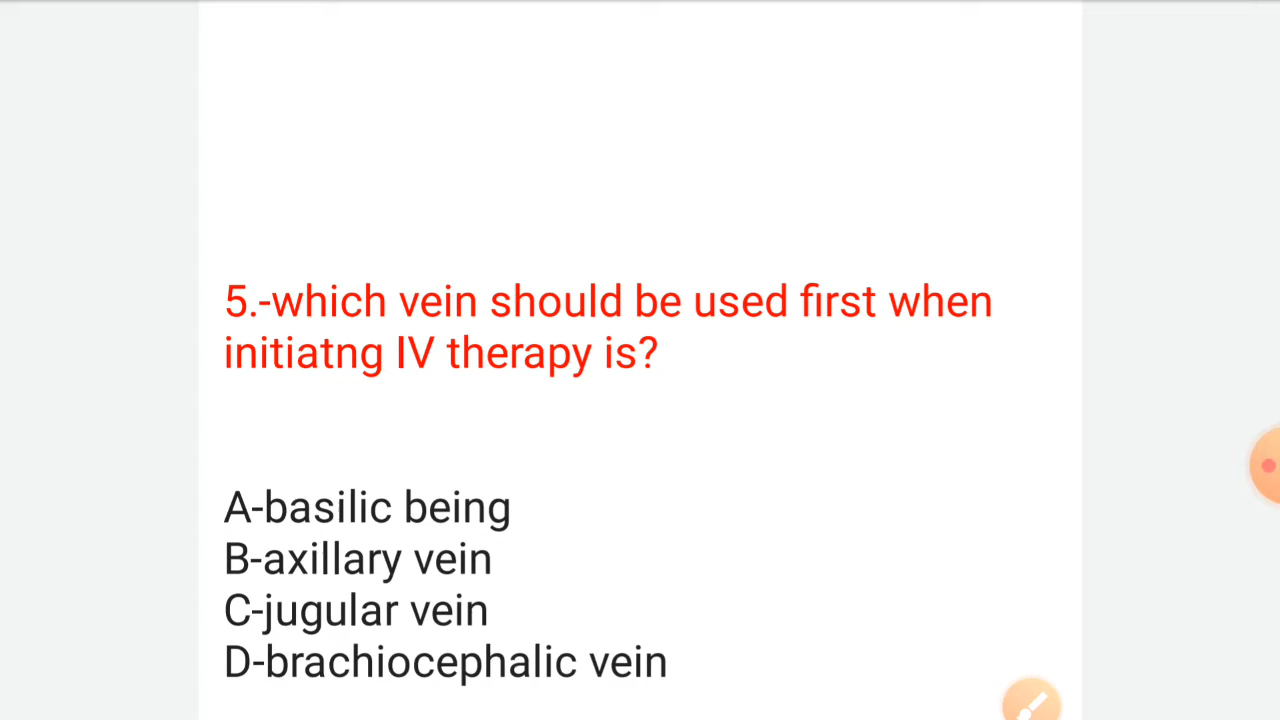 5.-which vein should be used first when
initiatng IV therapy is?
A-basilic being
B-axillary vein
C-jugular vein
D-brachiocephalic vein